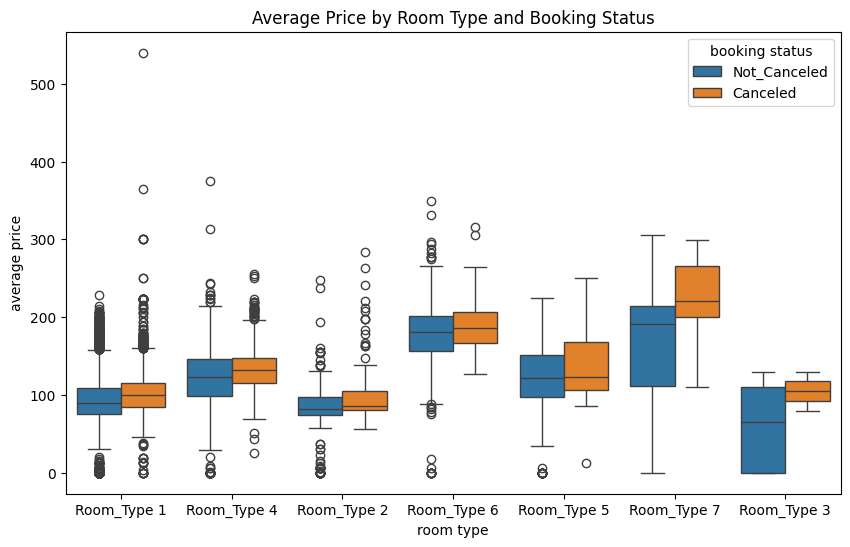 Average Price by Room Type and Booking Status
booking status
Not_Canceled
Canceled
average price
500
400
300
200
100
0
Room_Type 1
Room_Type 4
Room_Type 2
Room_Type 6
Room_Type 5
Room_Type 7
Room_Type 3
room type